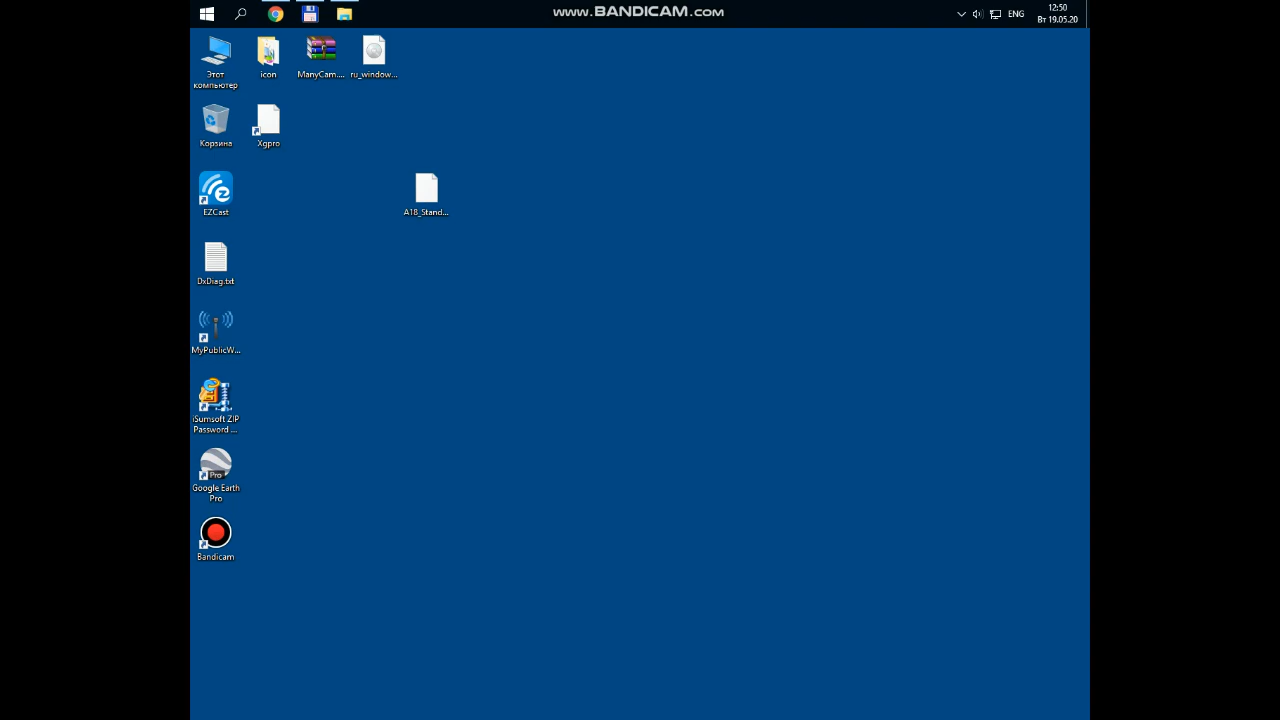 www.BANDICAM.com
ENG
12:50
Вт 19.05.20
Этот
компьютер
icon
ManyCam....
ru_window...
Корзина
Xgpro
EZCast
A18_Stand...
DxDiag.txt
MyPublicW...
iSumsoft ZIP
Password ...
Pro
Google Earth
Pro
Bandicam